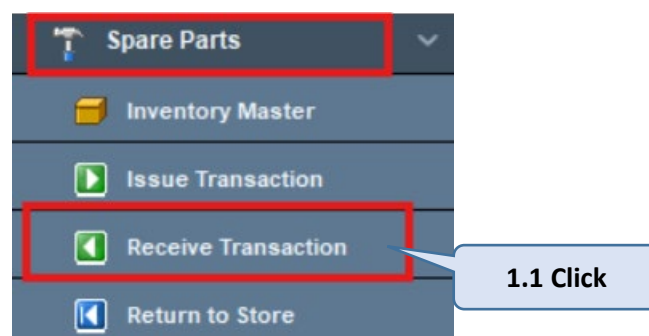 Spare Parts
Inventory Master
Issue Transaction
Receive Transaction
1.1 Click
Return to Store